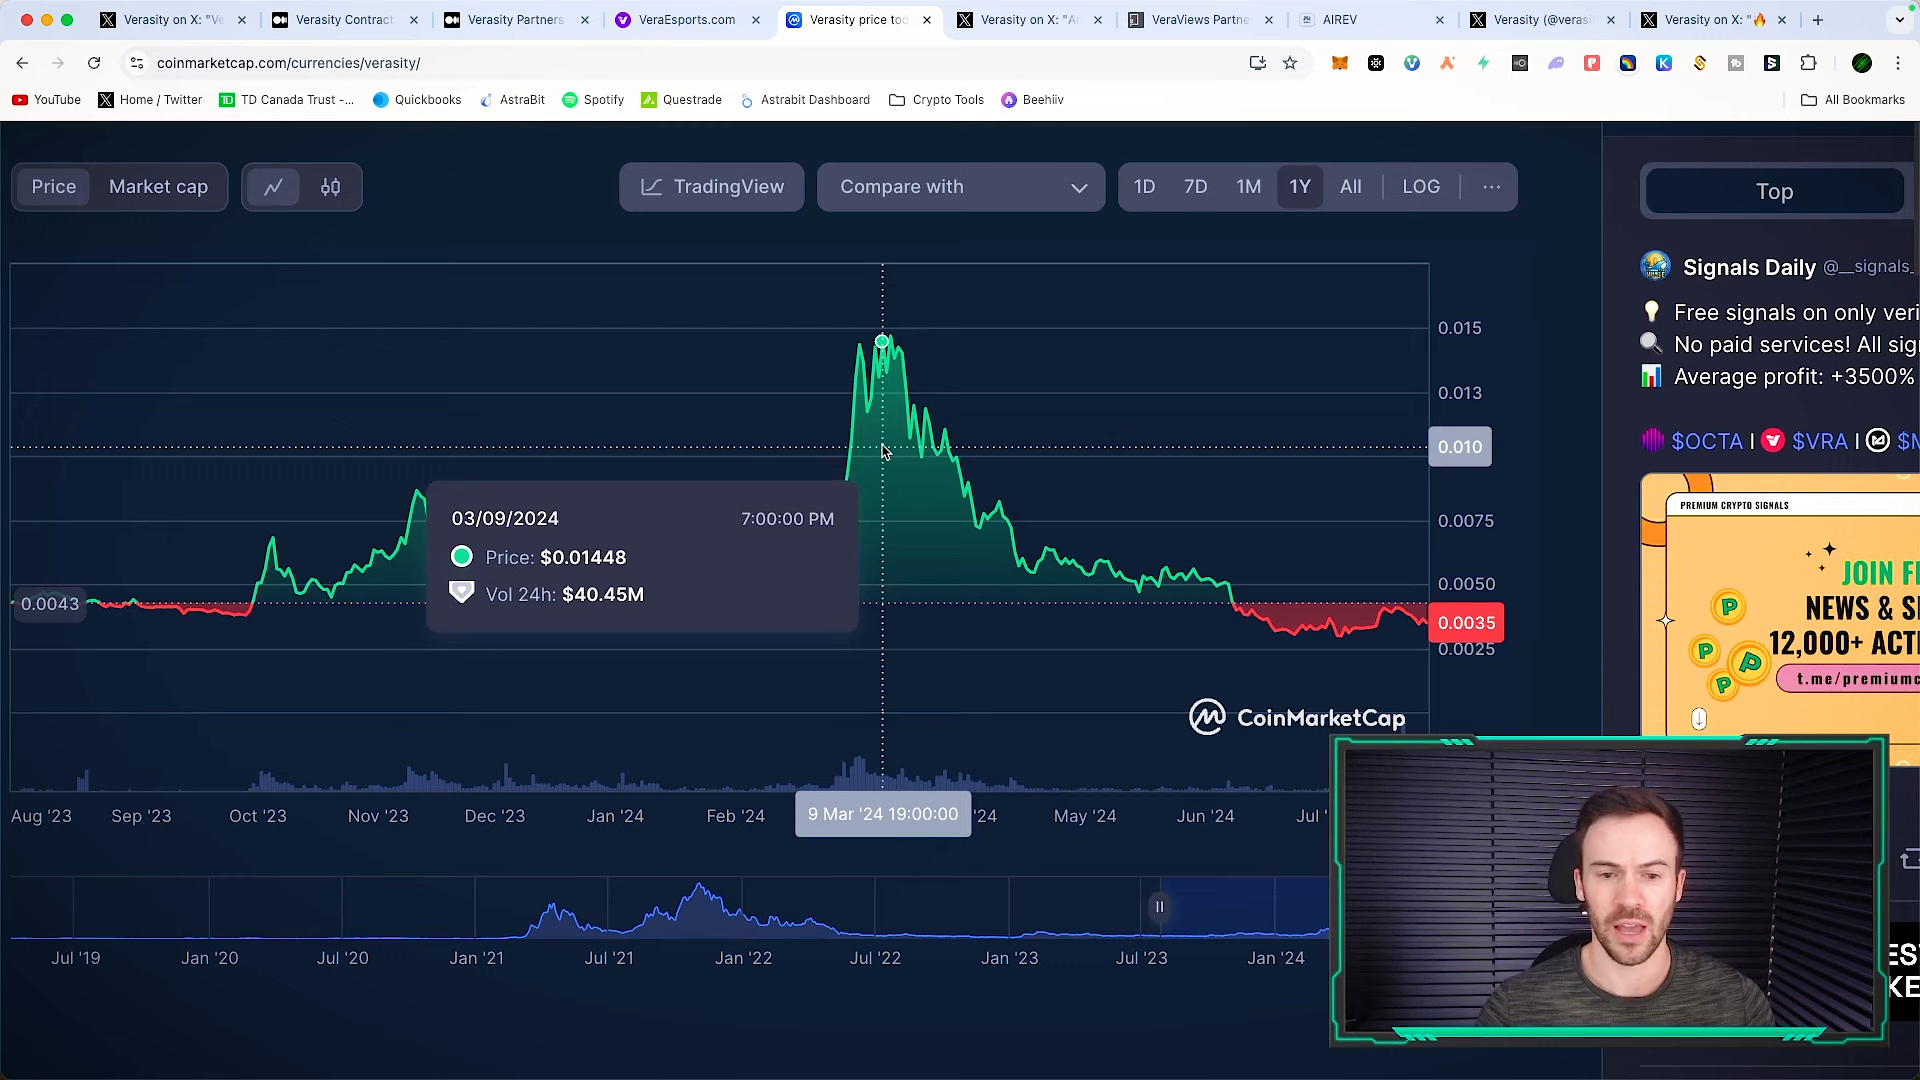 Verasity on X: "Ve
Verasity Contract
Verasity Partners
VeraEsports.com
Verasity price tod
Verasity on X: "Ar
VeraViews Partne
AIREV
Verasity (@verasi
Verasity on X: "🔥
coinmarketcap.com/currencies/verasity/
YouTube
Home / Twitter
TD Canada Trust -...
Quickbooks
AstraBit
Spotify
Questrade
Astrabit Dashboard
Crypto Tools
Beehiiv
All Bookmarks
Price
Market cap
TradingView
Compare with
1D
7D
1M
1Y
All
LOG
Top
Signals Daily @__signals_
Free signals on only veri
No paid services! All sig
Average profit: +3500%
$OCTA | $VRA | $M
PREMIUM CRYPTO SIGNALS
JOIN F
NEWS & S
12,000+ ACT
t.me/premiumc
0.015
0.013
0.010
0.0075
0.0050
0.0035
0.0025
0.0043
03/09/2024 7:00:00 PM
Price: $0.01448
Vol 24h: $40.45M
CoinMarketCap
Aug '23
Sep '23
Oct '23
Nov '23
Dec '23
Jan '24
Feb '24
9 Mar '24 19:00:00
'24
May '24
Jun '24
Jul '
Jul '19
Jan '20
Jul '20
Jan '21
Jul '21
Jan '22
Jul '22
Jan '23
Jul '23
Jan '24